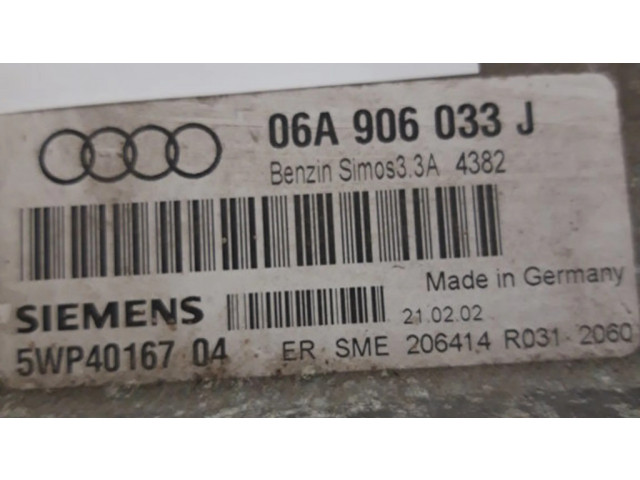 06A 906 033 J
Benzin Simos3.3A 4382
Made in Germany
SIEMENS 21.02.02
5WP40167 04 ER SME 206414 R031 2060